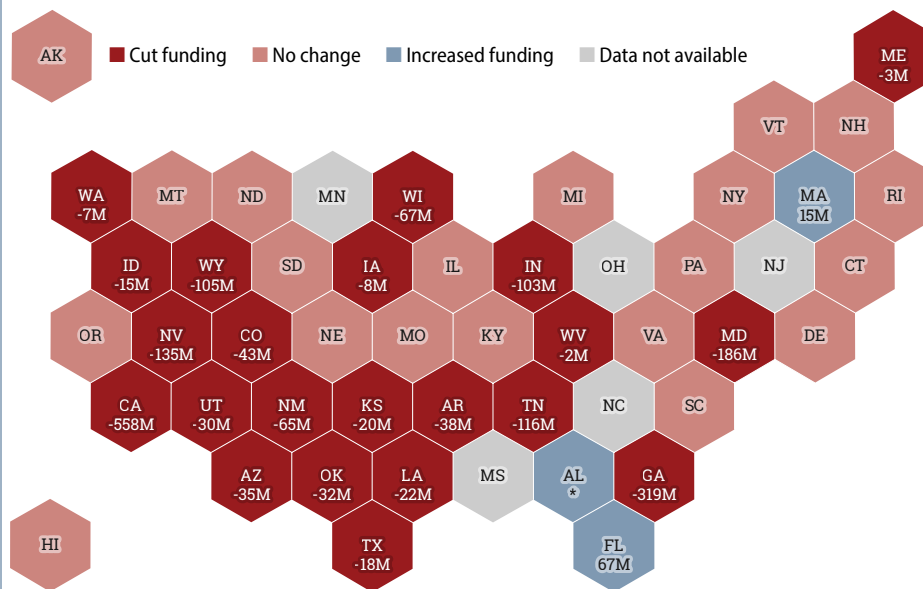 AK
Cut funding No change Increased funding Data not available
ME
-3M
VT NH
WA
-7M
MT
ND
MN
WI
-67M
MI
NY
MA
15M
RI
ID
-15M
WY
-105M
SD
IA
-8M
IL
IN
-103M
OH
PA
NJ
CT
OR
NV
-135M
CO
-43M
NE
MO
KY
WV
-2M
VA
MD
-186M
DE
CA
-558M
UT
-30M
NM
-65M
KS
-20M
AR
-38M
TN
-116M
NC
SC
AZ
-35M
OK
-32M
LA
-22M
MS
AL
*
GA
-319M
HI
TX
-18M
FL
67M